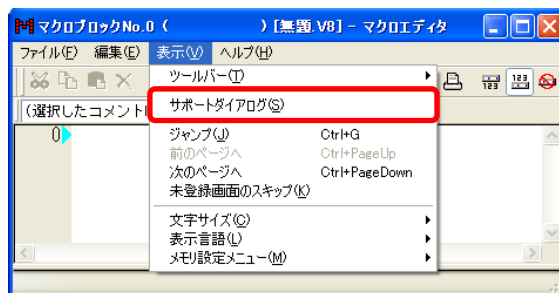 マクロブロックNo.0 ( ) [無題.V8] - マクロエディタ
ファイル(F) 編集(E) 表示(V) ヘルプ(H)
ツールバー(T)
(選択したコメント
サポートダイアログ(S)
0
ジャンプ(J) Ctrl+G
前のページへ Ctrl+PageUp
次のページへ Ctrl+PageDown
未登録画面のスキップ(K)
文字サイズ(C)
表示言語(L)
メモリ設定メニュー(M)